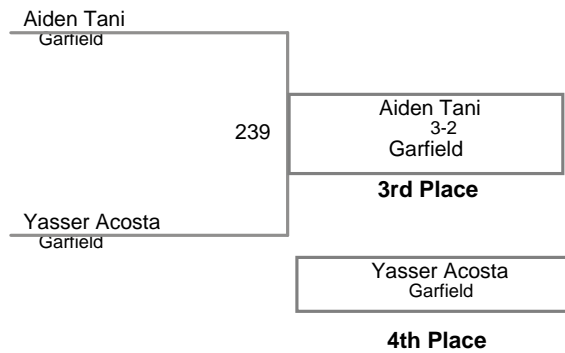 Aiden Tani
Garfield
239
Aiden Tani
3-2
Garfield
3rd Place
Yasser Acosta
Garfield
Yasser Acosta
Garfield
4th Place